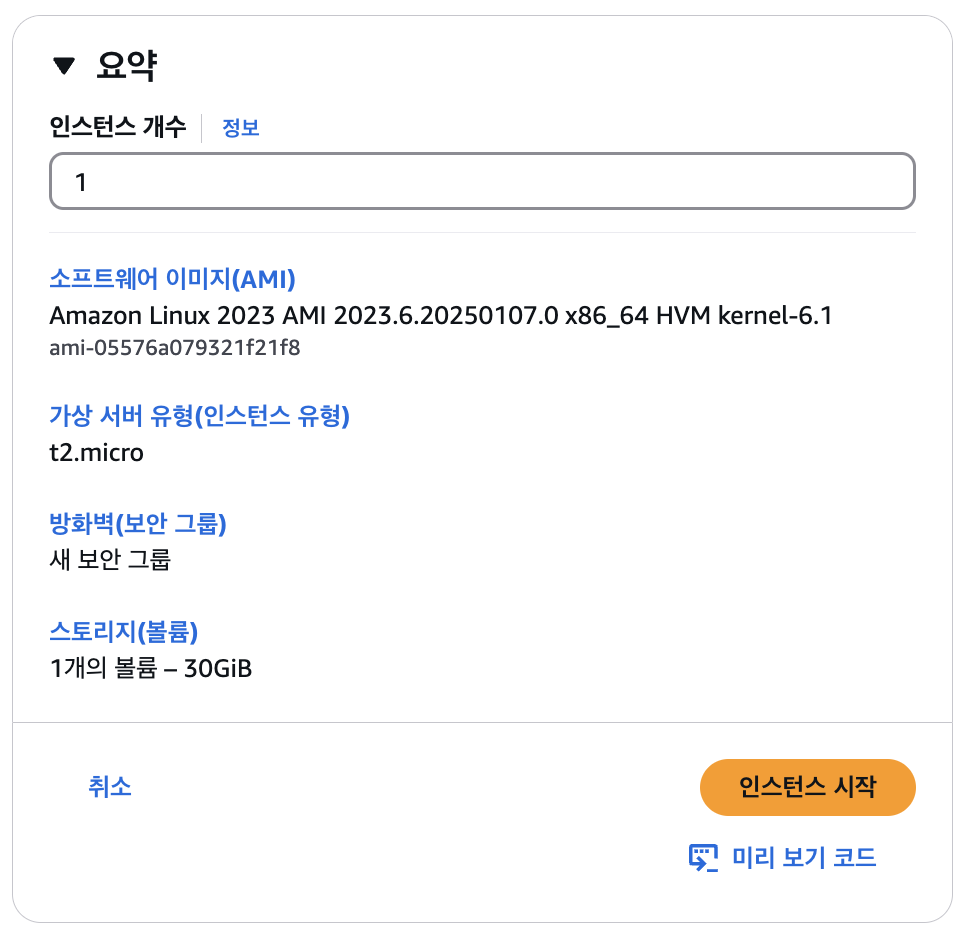 요약
인스턴스 개수 정보
1
소프트웨어 이미지(AMI)
Amazon Linux 2023 AMI 2023.6.20250107.0 x86_64 HVM kernel-6.1
ami-05576a079321f21f8
가상 서버 유형(인스턴스 유형)
t2.micro
방화벽(보안 그룹)
새 보안 그룹
스토리지(볼륨)
1개의 볼륨 – 30GiB
취소
인스턴스 시작
미리 보기 코드